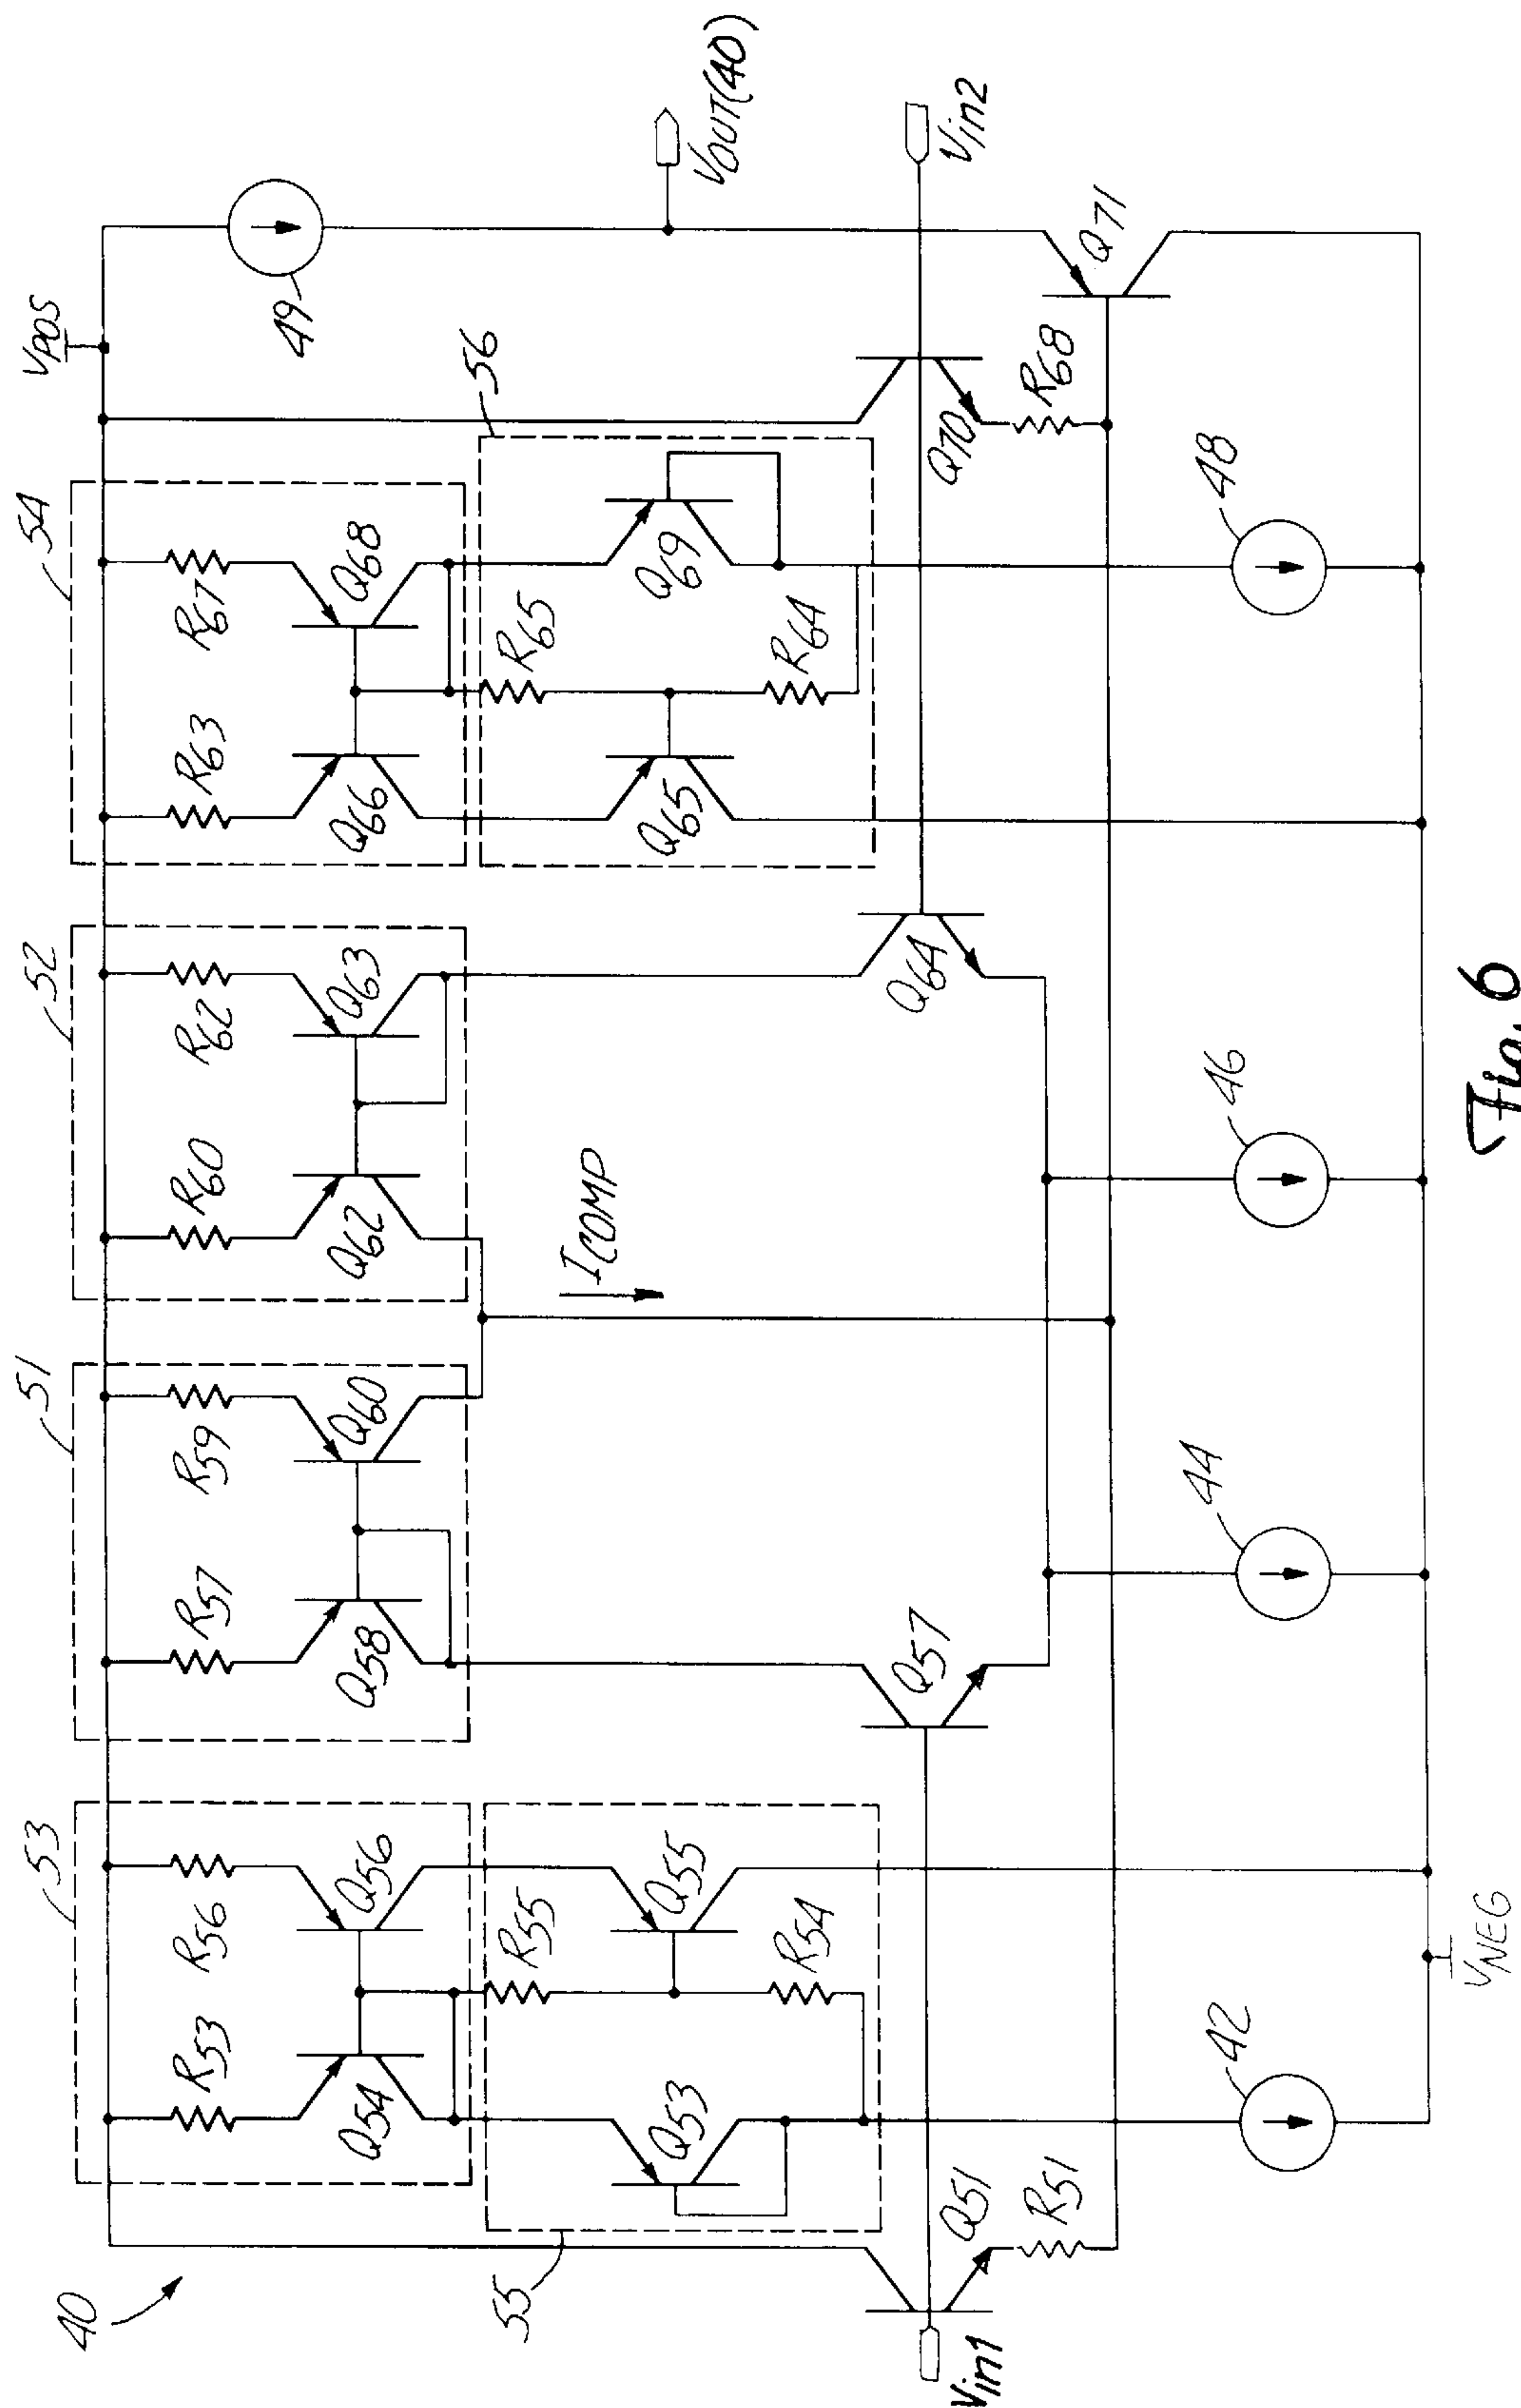 40
53
51
52
54
VPOS
R53
R56
R57
R59
R60
R62
R63
R67
49
Q54
Q56
Q58
Q60
Q62
Q63
Q66
Q68
56
55
R55
R65
ICOMP
Q53
Q55
Q65
Q69
VOUT(40)
R54
R64
Vin1
Q51
Q57
Q64
Q70
Vin2
R51
R68
Q71
42
44
46
48
VNEG
Fig. 6